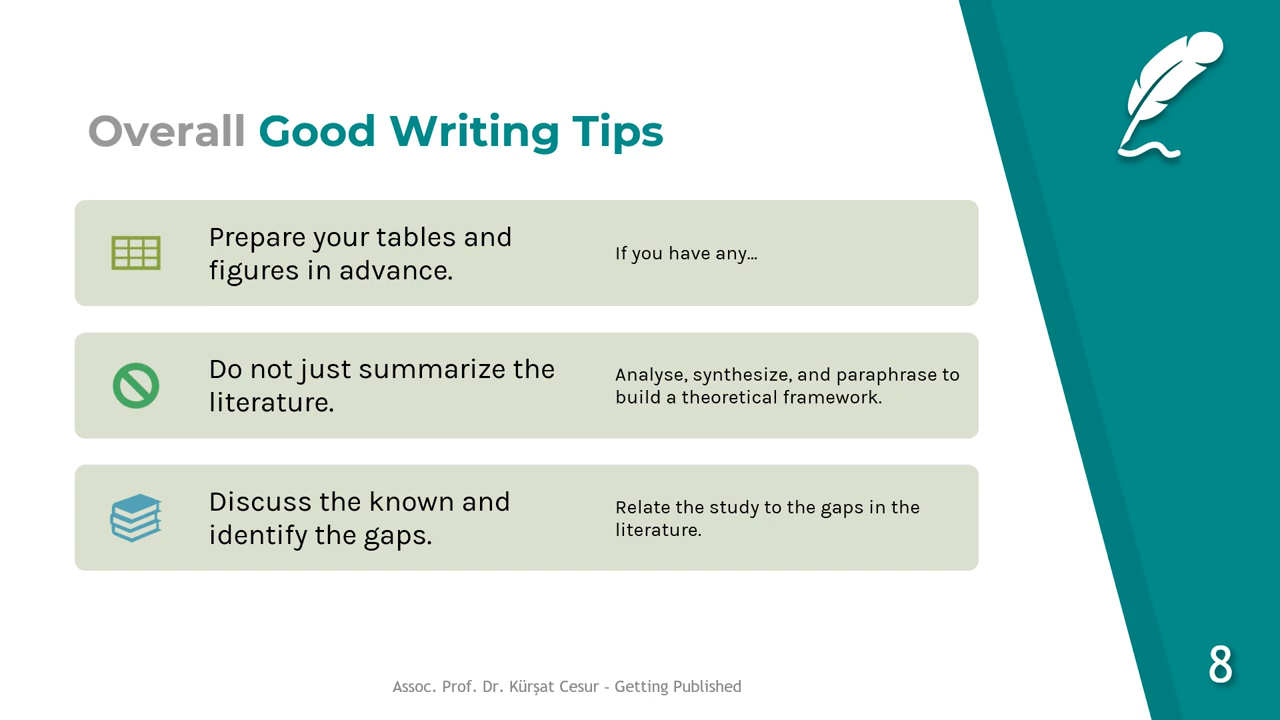 Overall Good Writing Tips
Prepare your tables and
figures in advance.
If you have any...
Do not just summarize the
literature.
Analyse, synthesize, and paraphrase to
build a theoretical framework.
Discuss the known and
identify the gaps.
Relate the study to the gaps in the
literature.
Assoc. Prof. Dr. Kürşat Cesur - Getting Published
8